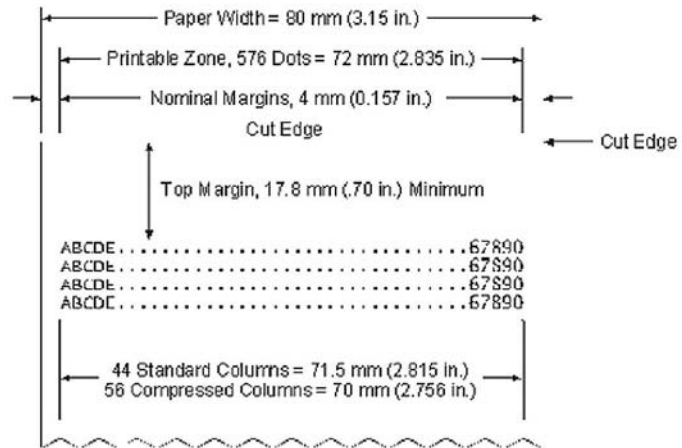 Paper Width = 80 mm (3.15 in.)
Printable Zone, 576 Dots = 72 mm (2.835 in.)
Nominal Margins, 4 mm (0.157 in.)
Cut Edge
Cut Edge
Top Margin, 17.8 mm (.70 in.) Minimum
ABCDE . . . . . . . . . . . . . . . . . . . . . . . . . . . . . . . . . . 67890
ABCDE . . . . . . . . . . . . . . . . . . . . . . . . . . . . . . . . . . 67890
ABCDE . . . . . . . . . . . . . . . . . . . . . . . . . . . . . . . . . . 67890
ABCDE . . . . . . . . . . . . . . . . . . . . . . . . . . . . . . . . . . 67890
44 Standard Columns = 71.5 mm (2.815 in.)
56 Compressed Columns = 70 mm (2.756 in.)